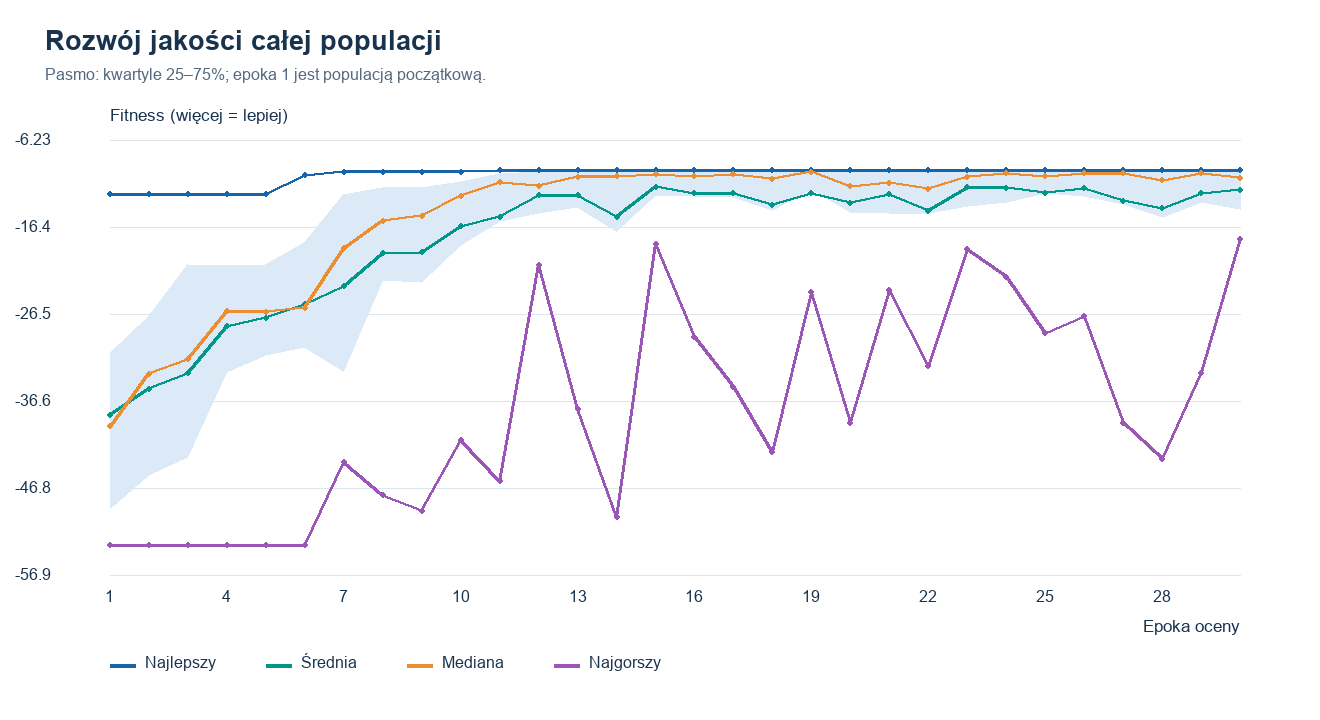 Rozwój jakości całej populacji
Pasmo: kwartyle 25–75%; epoka 1 jest populacją początkową.
Fitness (więcej = lepiej)
-6.23
-16.4
-26.5
-36.6
-46.8
-56.9
1 4 7 10 13 16 19 22 25 28
Epoka oceny
Najlepszy Średnia Mediana Najgorszy